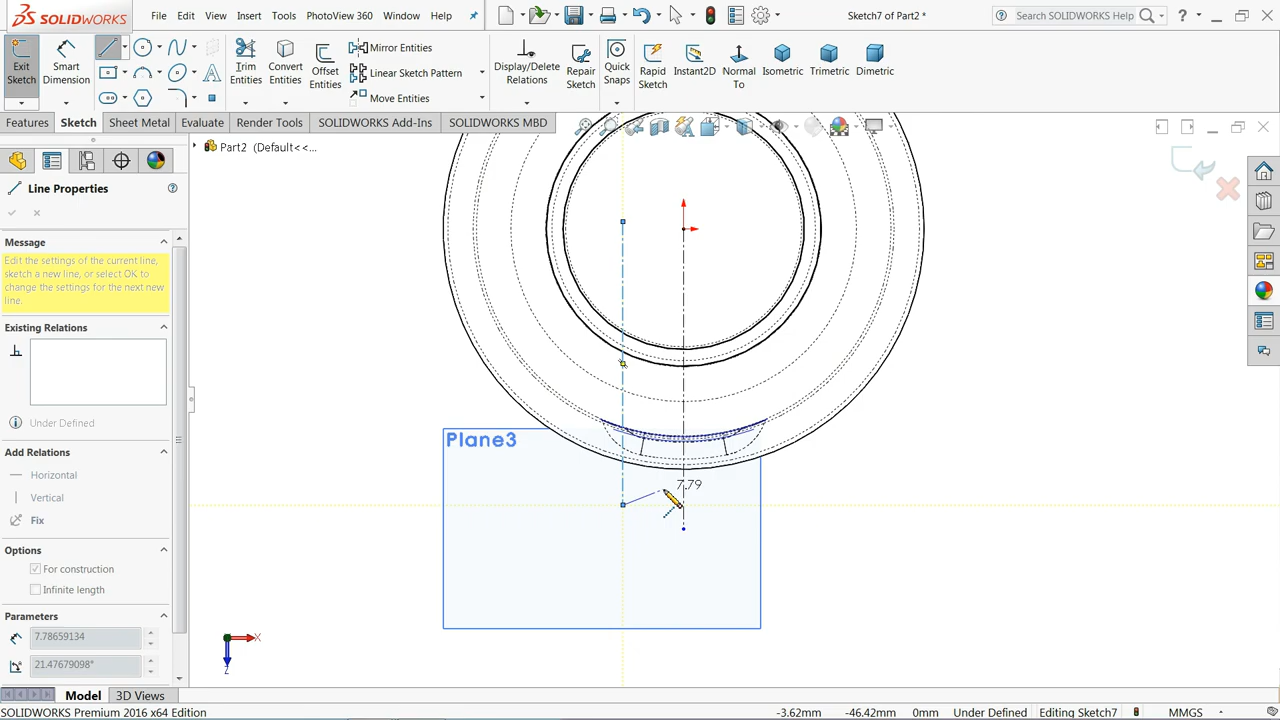 SOLIDWORKS File Edit View Insert Tools PhotoView 360 Window Help Sketch7 of Part2 * Search SOLIDWORKS Help
Exit Sketch
Smart Dimension
Trim Entities
Convert Entities
Offset Entities
Mirror Entities
Linear Sketch Pattern
Move Entities
Display/Delete Relations
Repair Sketch
Quick Snaps
Rapid Sketch
Instant2D
Normal To
Isometric
Trimetric
Dimetric
Features Sketch Sheet Metal Evaluate Render Tools SOLIDWORKS Add-Ins SOLIDWORKS MBD
Part2 (Default<<...
Line Properties
Message
Edit the settings of the current line,
sketch a new line, or select OK to
change the settings for the next new
line.
Existing Relations
Under Defined
Add Relations
Horizontal
Vertical
Fix
Options
For construction
Infinite length
Parameters
7.78659134
21.47679098°
Plane3
7.79
X
Z
Model 3D Views
SOLIDWORKS Premium 2016 x64 Edition -3.62mm -46.42mm 0mm Under Defined Editing Sketch7 MMGS